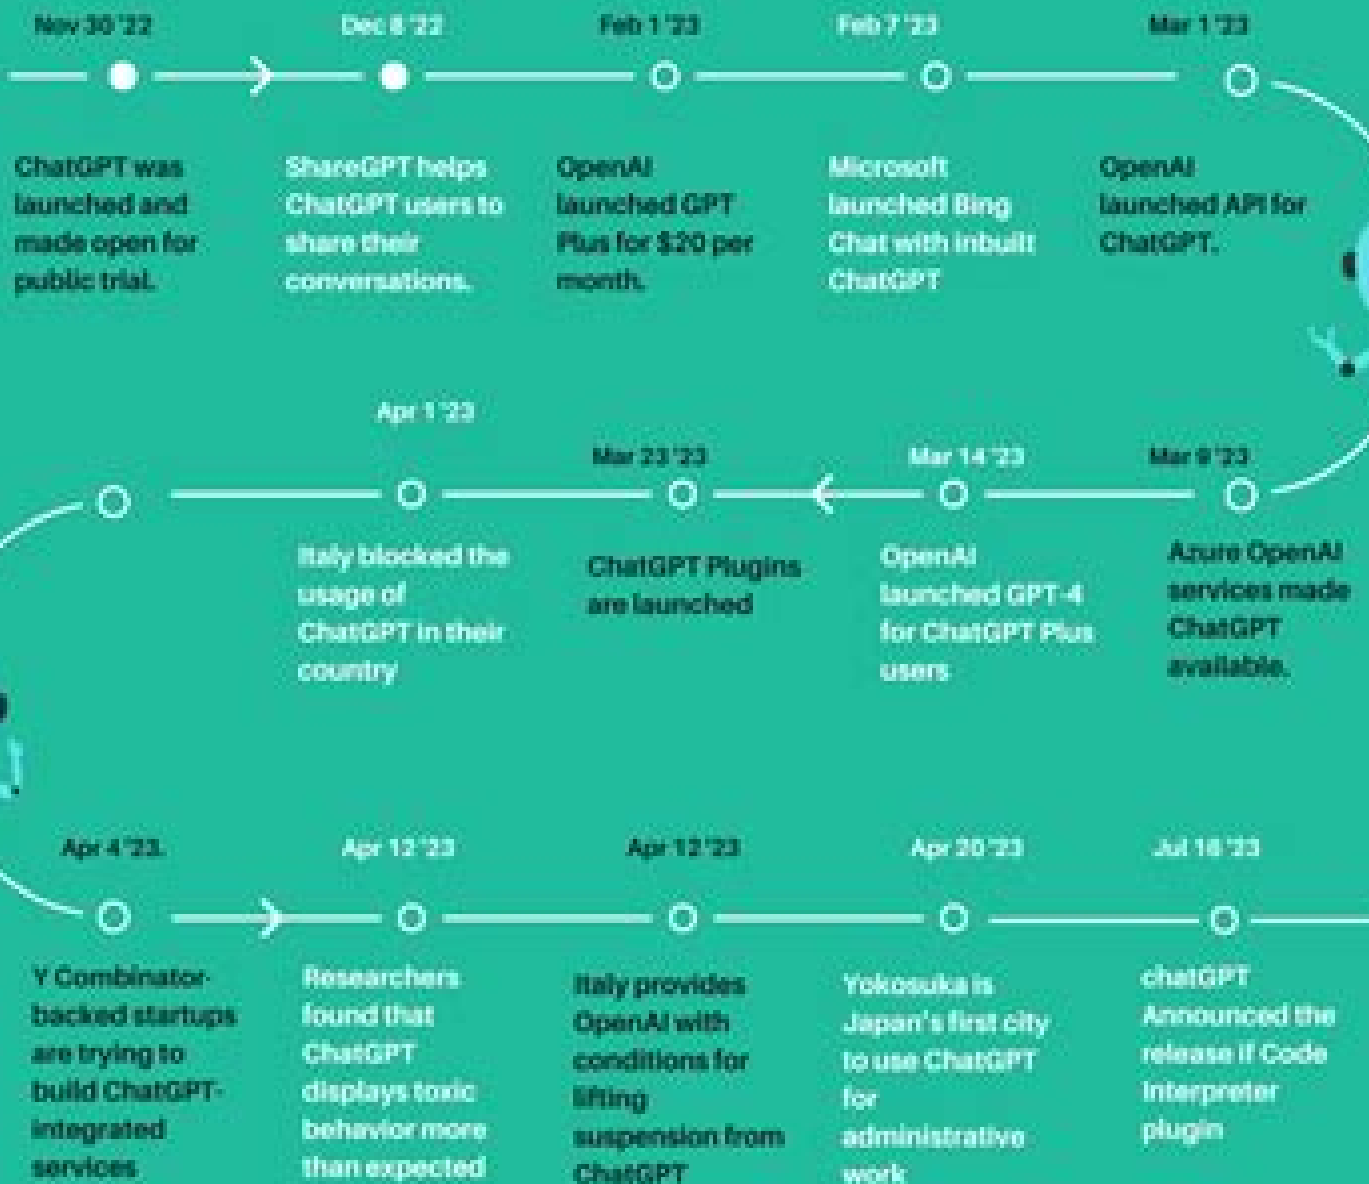 Nov 30 '22
ChatGPT was
launched and
made open for
public trial.
Dec 8 '22
ShareGPT helps
ChatGPT users to
share their
conversations.
Feb 1 '23
OpenAI
launched GPT
Plus for $20 per
month.
Feb 7 '23
Microsoft
launched Bing
Chat with inbuilt
ChatGPT
Mar 1 '23
OpenAI
launched API for
ChatGPT.
Mar 9 '23
Azure OpenAI
services made
ChatGPT
available.
Mar 14 '23
OpenAI
launched GPT-4
for ChatGPT Plus
users
Mar 23 '23
ChatGPT Plugins
are launched
Apr 1 '23
Italy blocked the
usage of
ChatGPT in their
country
Apr 4 '23.
Y Combinator-
backed startups
are trying to
build ChatGPT-
integrated
services
Apr 12 '23
Researchers
found that
ChatGPT
displays toxic
behavior more
than expected
Apr 12 '23
Italy provides
OpenAI with
conditions for
lifting
suspension from
ChatGPT
Apr 20 '23
Yokosuka is
Japan's first city
to use ChatGPT
for
administrative
work
Jul '23
chatGPT
Announced the
release if Code
Interpreter
plugin